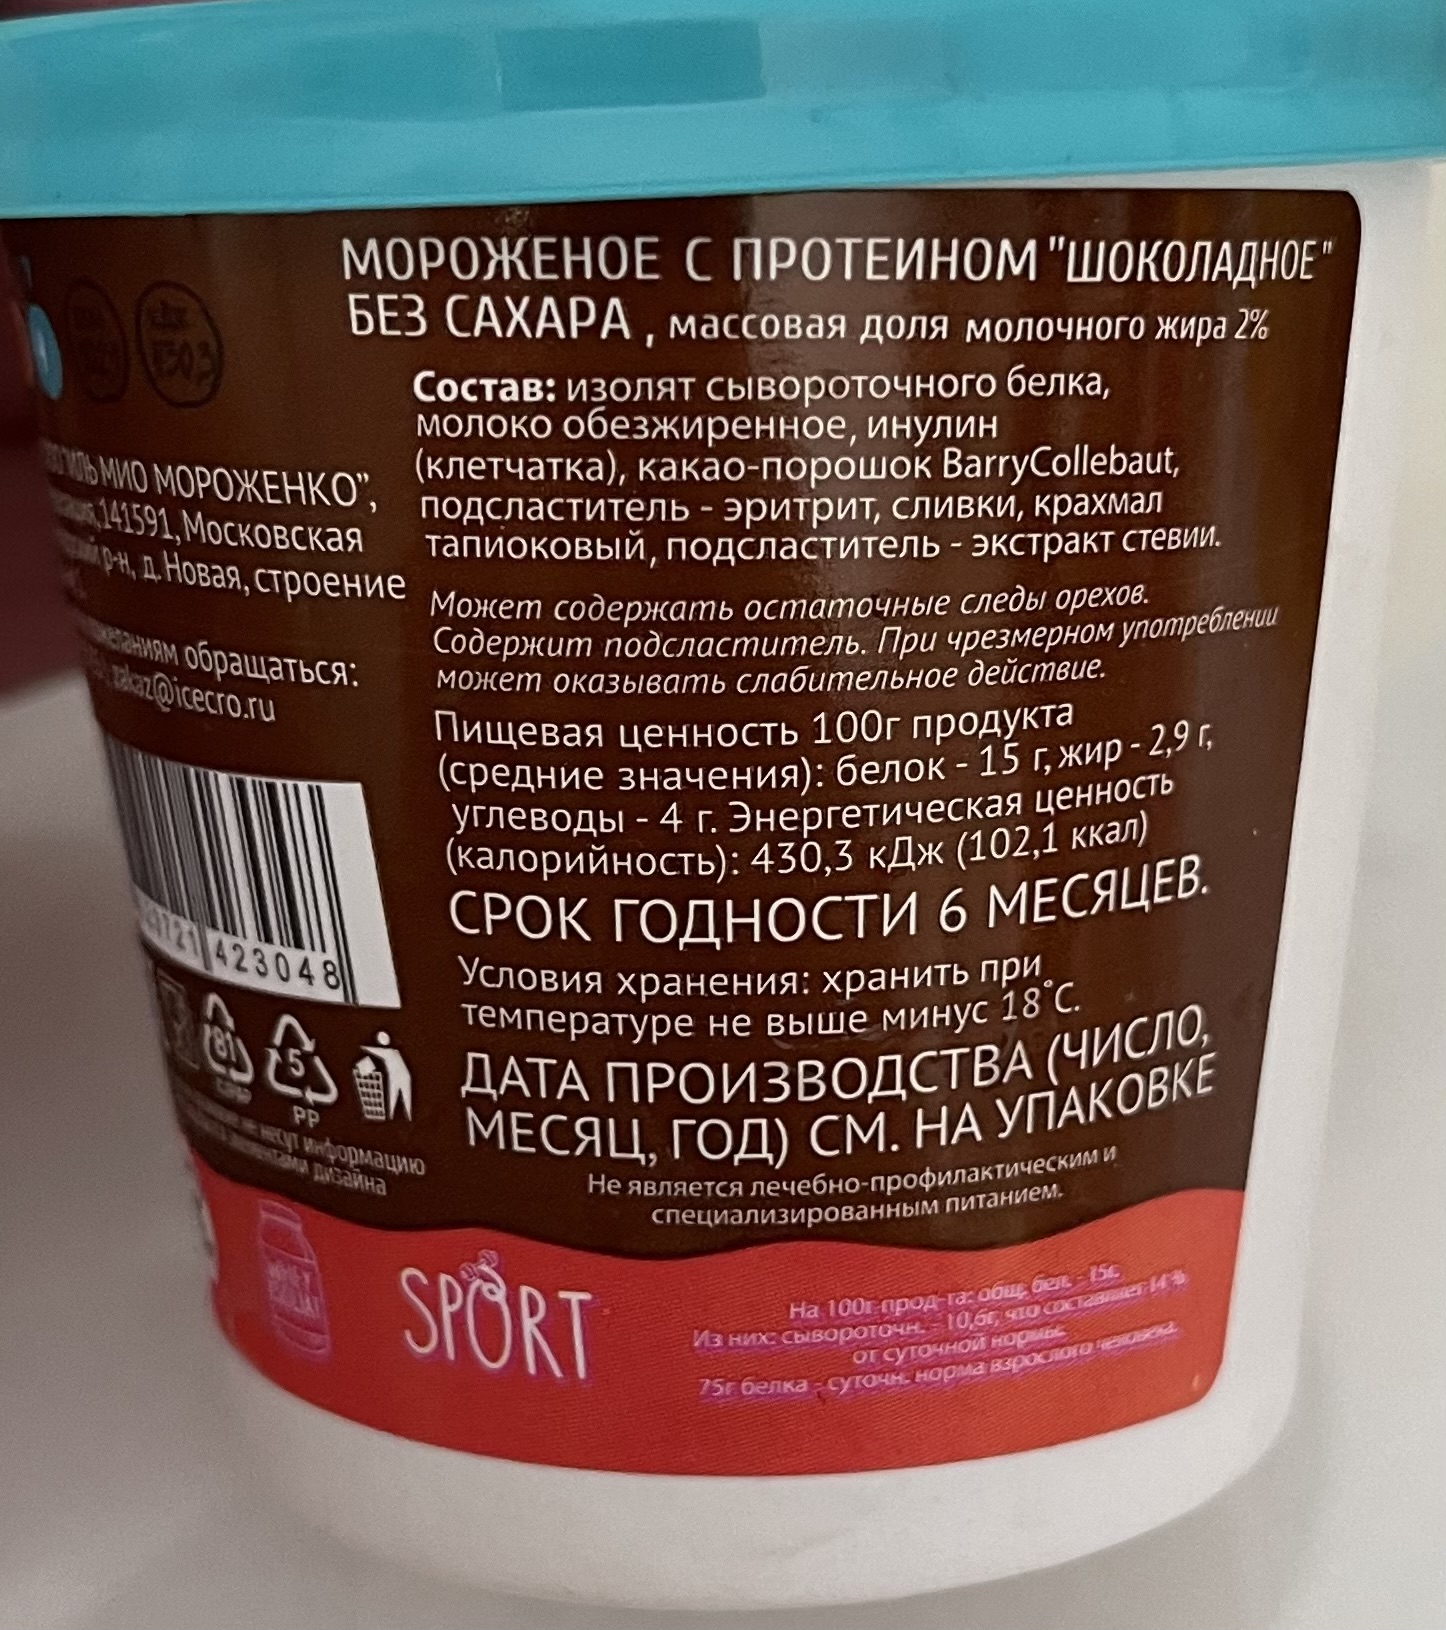 МОРОЖЕНОЕ С ПРОТЕИНОМ "ШОКОЛАДНОЕ"
БЕЗ САХАРА, массовая доля молочного жира 2%
Состав: изолят сывороточного белка,
молоко обезжиренное, инулин
(клетчатка), какао-порошок BarryCollebaut,
подсластитель - эритрит, сливки, крахмал
тапиоковый, подсластитель - экстракт стевии.
Может содержать остаточные следы орехов.
Содержит подсластитель. При чрезмерном употреблении
может оказывать слабительное действие.
Пищевая ценность 100г продукта
(средние значения): белок - 15 г, жир - 2,9 г,
углеводы - 4 г. Энергетическая ценность
(калорийность): 430,3 кДж (102,1 ккал)
СРОК ГОДНОСТИ 6 МЕСЯЦЕВ.
Условия хранения: хранить при
температуре не выше минус 18°С.
ДАТА ПРОИЗВОДСТВА (ЧИСЛО,
МЕСЯЦ, ГОД) СМ. НА УПАКОВКЕ
Не является лечебно-профилактическим и
специализированным питанием.
МИО МОРОЖЕНКО",
141591, Московская
р-н, д. Новая, строение
обращаться:
zakaz@icecro.ru
423048
81
5
PP
не несут информацию
дизайна
SPORT
На 100г прод-та: общ. бел. - 15г.
Из них: сывороточн. - 10,6г, что составляет 14%
от суточной нормы.
75г белка - суточн. норма взрослого человека.